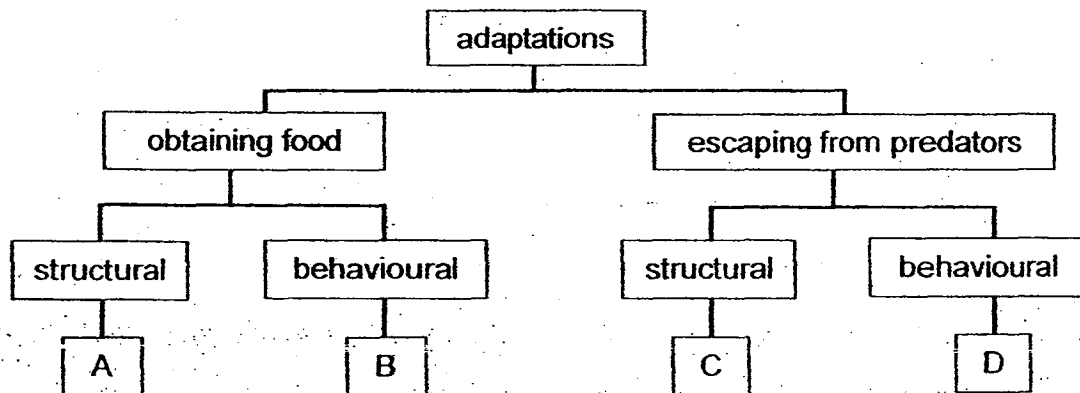 adaptations
obtaining food
escaping from predators
structural
behavioural
structural
behavioural
A
B
C
D